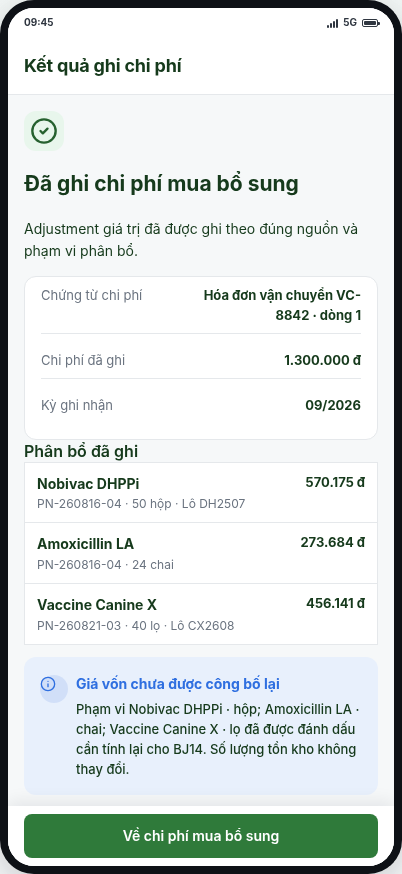 09:45
5G
Kết quả ghi chi phí
Đã ghi chi phí mua bổ sung
Adjustment giá trị đã được ghi theo đúng nguồn và
phạm vi phân bổ.
Chứng từ chi phí
Hóa đơn vận chuyển VC-
8842 · dòng 1
Chi phí đã ghi
1.300.000 đ
Kỳ ghi nhận
09/2026
Phân bổ đã ghi
Nobivac DHPPi
570.175 đ
PN-260816-04 · 50 hộp · Lô DH2507
Amoxicillin LA
273.684 đ
PN-260816-04 · 24 chai
Vaccine Canine X
456.141 đ
PN-260821-03 · 40 lọ · Lô CX2608
Giá vốn chưa được công bố lại
Phạm vi Nobivac DHPPi · hộp; Amoxicillin LA ·
chai; Vaccine Canine X · lọ đã được đánh dấu
cần tính lại cho BJ14. Số lượng tồn kho không
thay đổi.
Về chi phí mua bổ sung